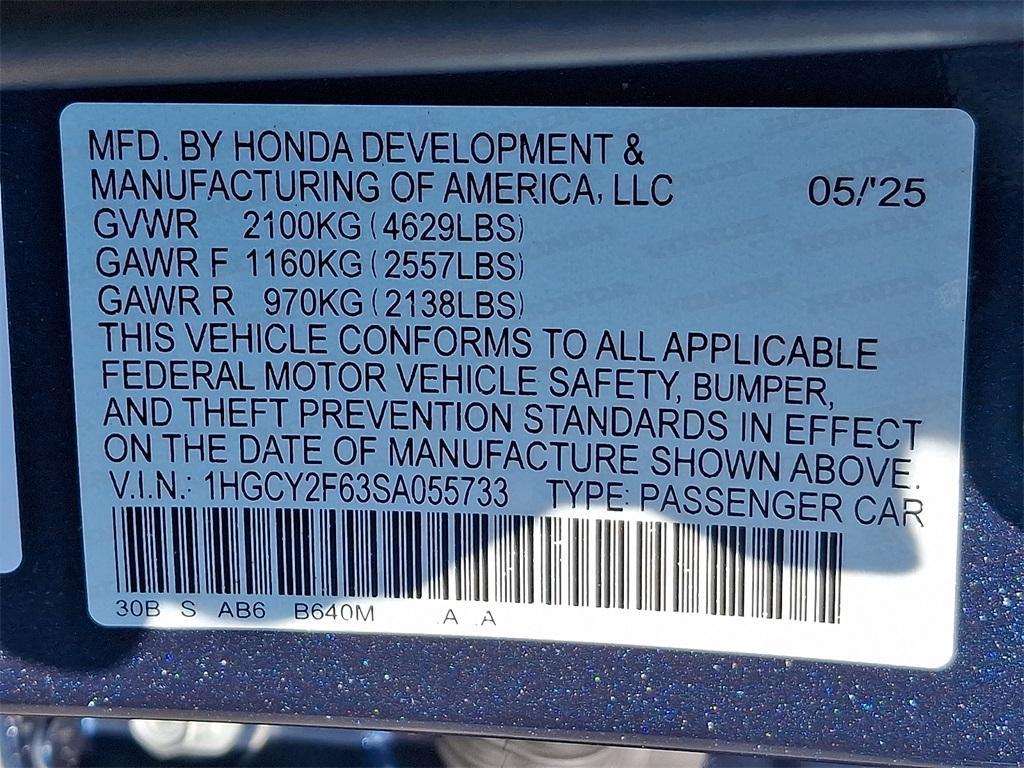 MFD. BY HONDA DEVELOPMENT &
MANUFACTURING OF AMERICA, LLC 05/'25
GVWR 2100KG (4629LBS)
GAWR F 1160KG (2557LBS)
GAWR R 970KG (2138LBS)
THIS VEHICLE CONFORMS TO ALL APPLICABLE
FEDERAL MOTOR VEHICLE SAFETY, BUMPER,
AND THEFT PREVENTION STANDARDS IN EFFECT
ON THE DATE OF MANUFACTURE SHOWN ABOVE.
V.I.N.: 1HGCY2F63SA055733 TYPE: PASSENGER CAR
30B S AB6 B640M A A